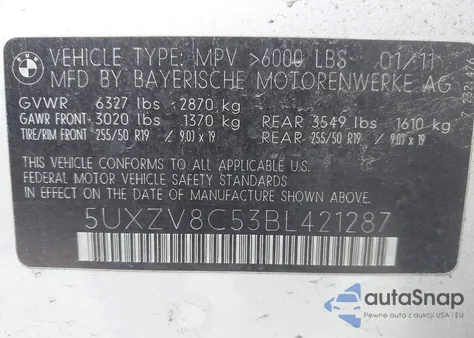 VEHICLE TYPE: MPV >6000 LBS 01/11
MFD BY BAYERISCHE MOTORENWERKE AG
GVWR 6327 lbs 2870 kg
GAWR FRONT 3020 lbs 1370 kg REAR 3549 lbs 1610 kg
TIRE/RIM FRONT 255/50 R19 9.0J x 19 REAR 255/50 R19 9.0J x 19
THIS VEHICLE CONFORMS TO ALL APPLICABLE U.S.
FEDERAL MOTOR VEHICLE SAFETY STANDARDS IN
EFFECT ON THE DATE OF MANUFACTURE SHOWN ABOVE.
5UXZV8C53BL421287
autoSnap
Pewne auta z aukcji USA i EU